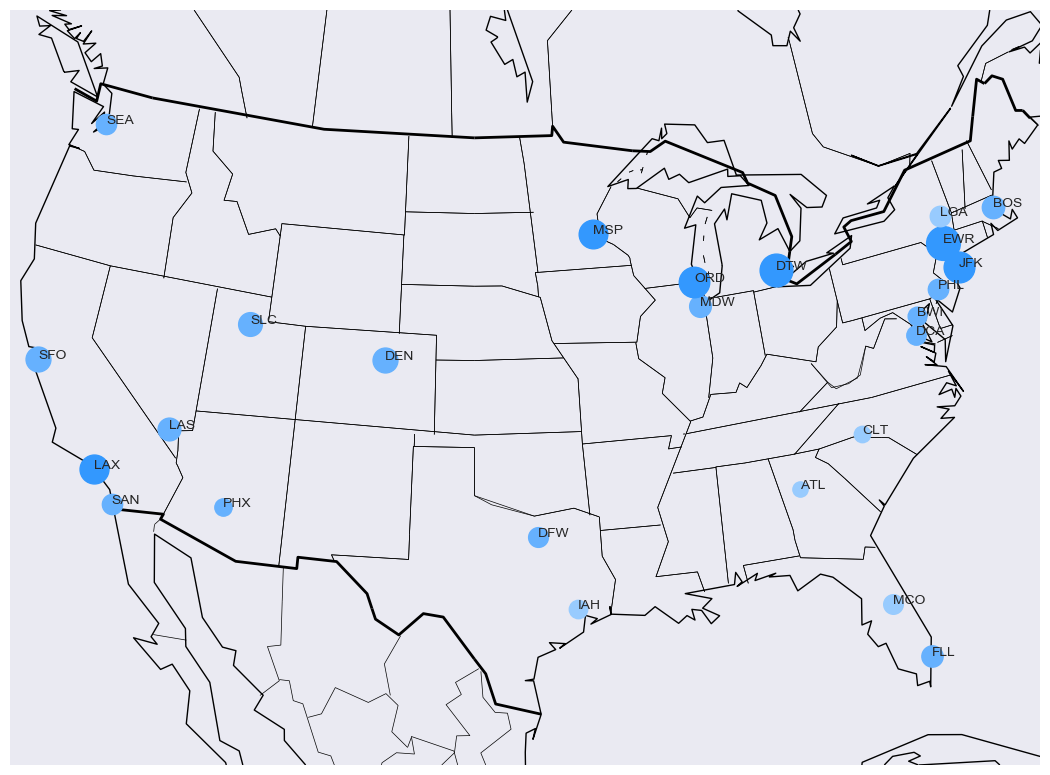 SEA
BOS
LGA
MSP
EWR
JFK
DTW
ORD
PHL
MDW
BWI
SLC
DCA
SFO
DEN
LAS
CLT
LAX
ATL
SAN
PHX
DFW
IAH
MCO
FLL